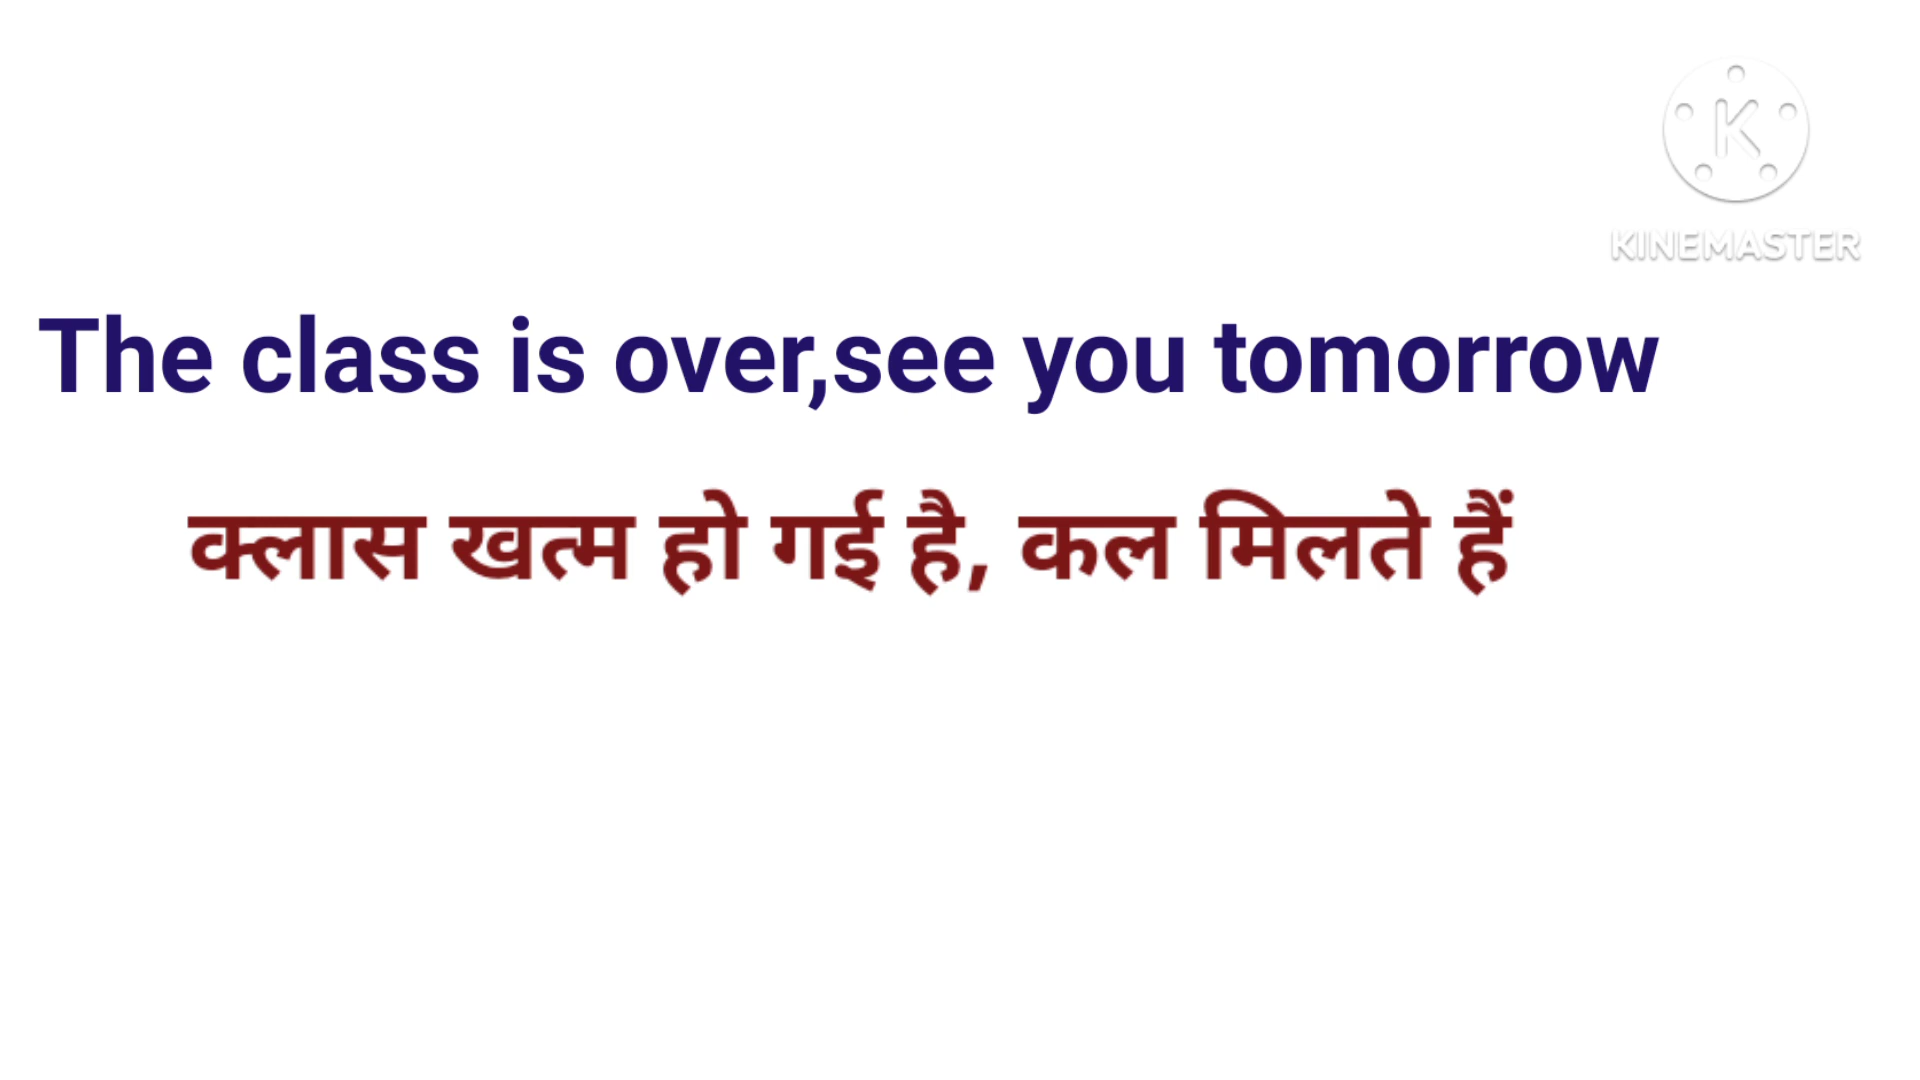 K
KINEMASTER
The class is over,see you tomorrow
क्लास खत्म हो गई है, कल मिलते हैं